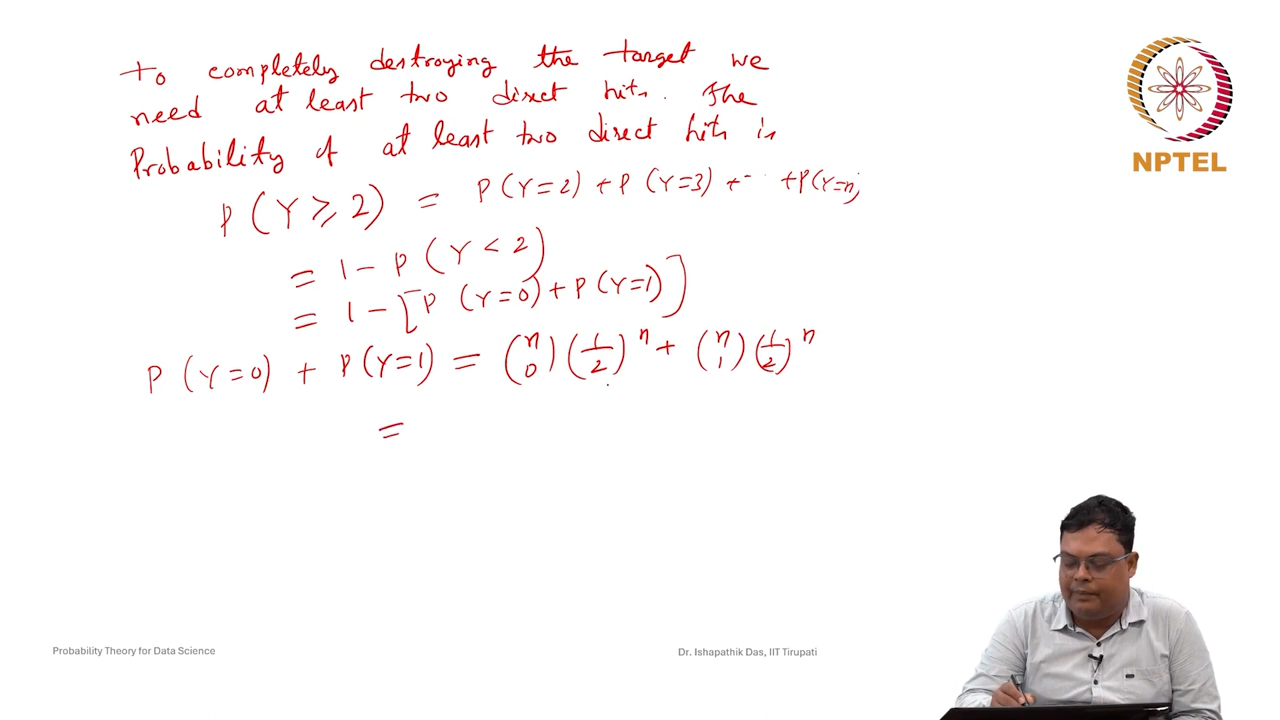 to completely destroying the target we
need at least two direct hits. The
Probability of at least two direct hits is
P(Y ≥ 2) = P(Y=2) + P(Y=3) + ... + P(Y=n)
= 1 - P(Y < 2)
= 1 - [P(Y=0) + P(Y=1)]
P(Y=0) + P(Y=1) = (n 0)(1/2)^n + (n 1)(1/2)^n
=
NPTEL
Probability Theory for Data Science
Dr. Ishapathik Das, IIT Tirupati